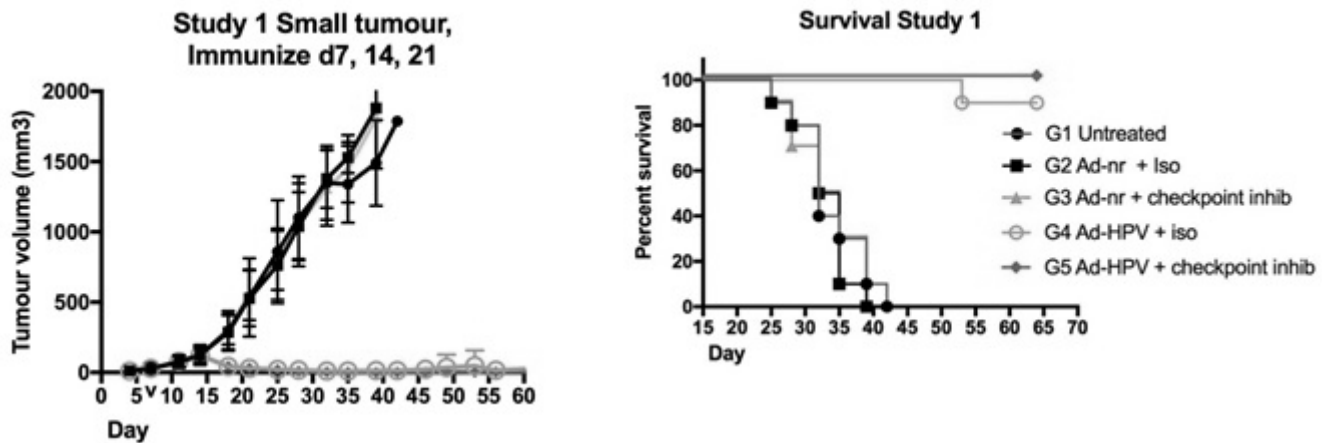 Study 1 Small tumour,
Immunize d7, 14, 21
Tumour volume (mm3)
2000
1500
1000
500
0
0 5 10 15 20 25 30 35 40 45 50 55 60
v
Day
Survival Study 1
Percent survival
100
80
60
40
20
0
15 20 25 30 35 40 45 50 55 60 65 70
Day
G1 Untreated
G2 Ad-nr + Iso
G3 Ad-nr + checkpoint inhib
G4 Ad-HPV + iso
G5 Ad-HPV + checkpoint inhib